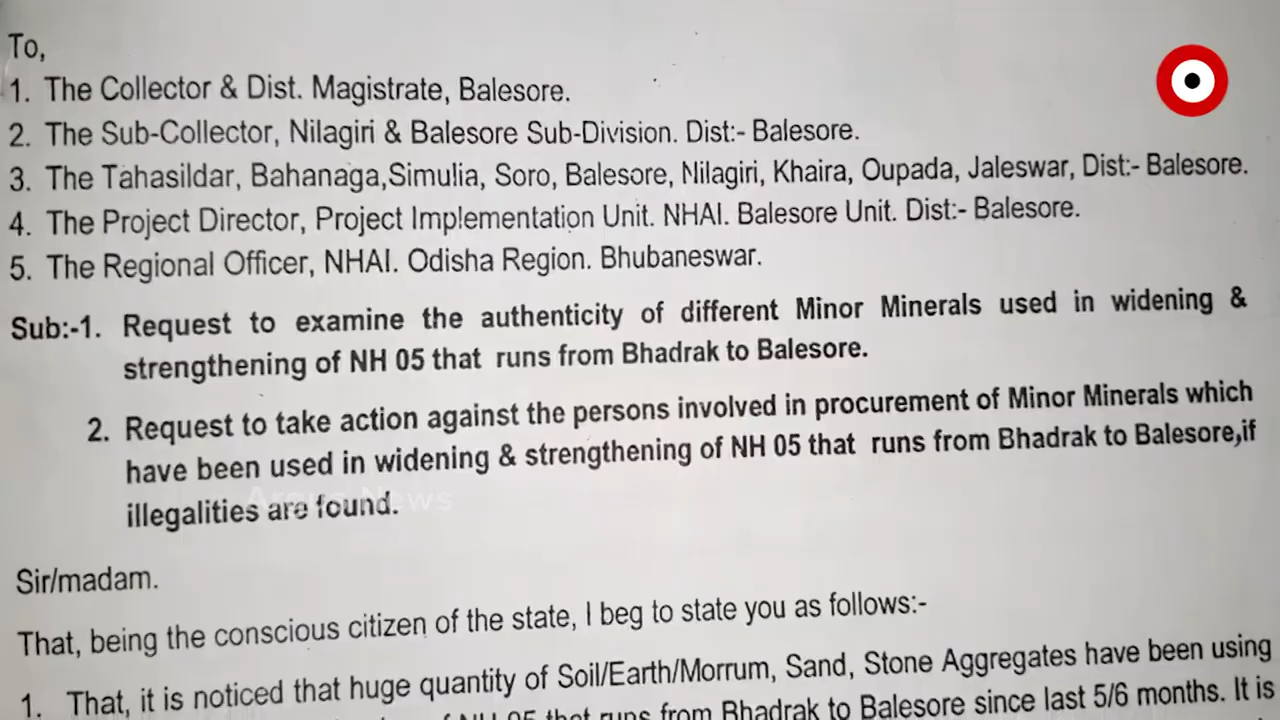 To,
1. The Collector & Dist. Magistrate, Balesore.
2. The Sub-Collector, Nilagiri & Balesore Sub-Division. Dist:- Balesore.
3. The Tahasildar, Bahanaga,Simulia, Soro, Balesore, Nilagiri, Khaira, Oupada, Jaleswar, Dist:- Balesore.
4. The Project Director, Project Implementation Unit. NHAI. Balesore Unit. Dist:- Balesore.
5. The Regional Officer, NHAI. Odisha Region. Bhubaneswar.
Sub:-1. Request to examine the authenticity of different Minor Minerals used in widening &
strengthening of NH 05 that runs from Bhadrak to Balesore.
2. Request to take action against the persons involved in procurement of Minor Minerals which
have been used in widening & strengthening of NH 05 that runs from Bhadrak to Balesore,if
illegalities are found.
Argus News
Sir/madam.
That, being the conscious citizen of the state, I beg to state you as follows:-
1. That, it is noticed that huge quantity of Soil/Earth/Morrum, Sand, Stone Aggregates have been using
of NH 05 that runs from Bhadrak to Balesore since last 5/6 months. It is